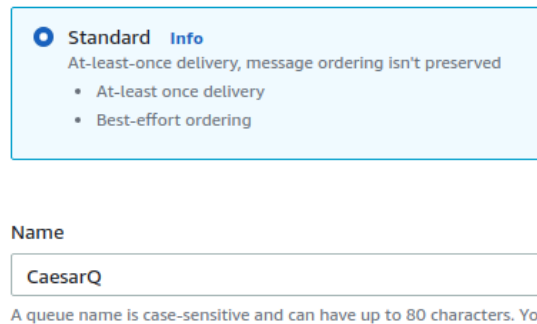 Standard Info
At-least-once delivery, message ordering isn't preserved
• At-least once delivery
• Best-effort ordering
Name
CaesarQ
A queue name is case-sensitive and can have up to 80 characters.